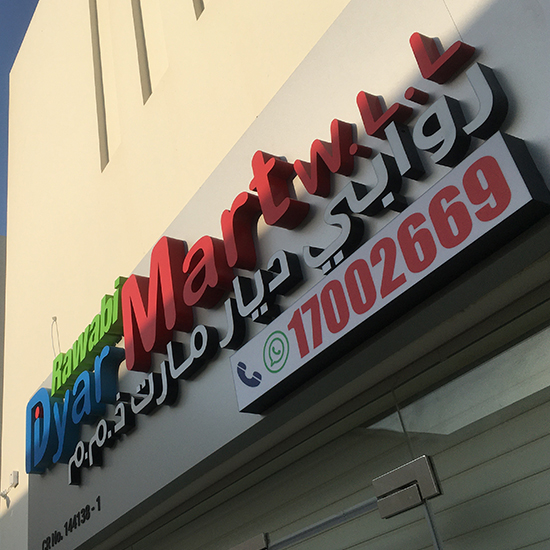 Rawabi
Dyar Mart W.L.L
روابي ديار مارت ذ.م.م
17002669
CR No. 144138 - 1